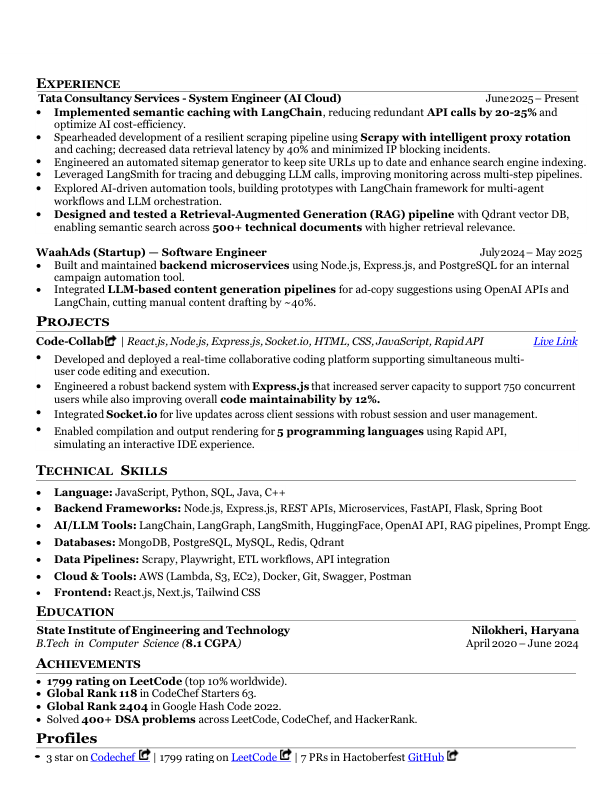 EXPERIENCE
Tata Consultancy Services - System Engineer (AI Cloud) June 2025 – Present
• Implemented semantic caching with LangChain, reducing redundant API calls by 20-25% and
optimize AI cost-efficiency.
• Spearheaded development of a resilient scraping pipeline using Scrapy with intelligent proxy rotation
and caching; decreased data retrieval latency by 40% and minimized IP blocking incidents.
• Engineered an automated sitemap generator to keep site URLs up to date and enhance search engine indexing.
• Leveraged LangSmith for tracing and debugging LLM calls, improving monitoring across multi-step pipelines.
• Explored AI-driven automation tools, building prototypes with LangChain framework for multi-agent
workflows and LLM orchestration.
• Designed and tested a Retrieval-Augmented Generation (RAG) pipeline with Qdrant vector DB,
enabling semantic search across 500+ technical documents with higher retrieval relevance.
WaahAds (Startup) — Software Engineer July 2024 – May 2025
• Built and maintained backend microservices using Node.js, Express.js, and PostgreSQL for an internal
campaign automation tool.
• Integrated LLM-based content generation pipelines for ad-copy suggestions using OpenAI APIs and
LangChain, cutting manual content drafting by ~40%.
PROJECTS
Code-Collab | React.js, Node.js, Express.js, Socket.io, HTML, CSS, JavaScript, Rapid API Live Link
• Developed and deployed a real-time collaborative coding platform supporting simultaneous multi-
user code editing and execution.
• Engineered a robust backend system with Express.js that increased server capacity to support 750 concurrent
users while also improving overall code maintainability by 12%.
• Integrated Socket.io for live updates across client sessions with robust session and user management.
• Enabled compilation and output rendering for 5 programming languages using Rapid API,
simulating an interactive IDE experience.
TECHNICAL SKILLS
• Language: JavaScript, Python, SQL, Java, C++
• Backend Frameworks: Node.js, Express.js, REST APIs, Microservices, FastAPI, Flask, Spring Boot
• AI/LLM Tools: LangChain, LangGraph, LangSmith, HuggingFace, OpenAI API, RAG pipelines, Prompt Engg.
• Databases: MongoDB, PostgreSQL, MySQL, Redis, Qdrant
• Data Pipelines: Scrapy, Playwright, ETL workflows, API integration
• Cloud & Tools: AWS (Lambda, S3, EC2), Docker, Git, Swagger, Postman
• Frontend: React.js, Next.js, Tailwind CSS
EDUCATION
State Institute of Engineering and Technology Nilokheri, Haryana
B.Tech in Computer Science (8.1 CGPA) April 2020 – June 2024
ACHIEVEMENTS
• 1799 rating on LeetCode (top 10% worldwide).
• Global Rank 118 in CodeChef Starters 63.
• Global Rank 2404 in Google Hash Code 2022.
• Solved 400+ DSA problems across LeetCode, CodeChef, and HackerRank.
Profiles
• 3 star on Codechef | 1799 rating on LeetCode | 7 PRs in Hactoberfest GitHub